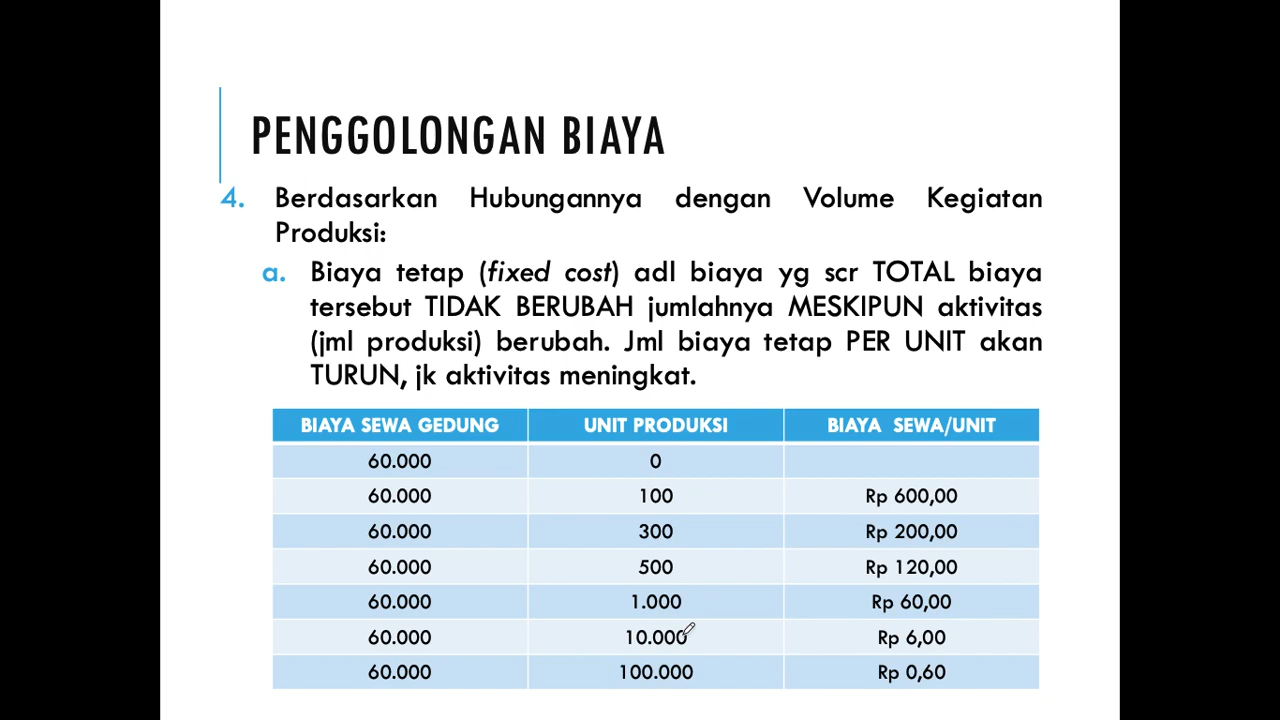 PENGGOLONGAN BIAYA
4. Berdasarkan Hubungannya dengan Volume Kegiatan
Produksi:
a. Biaya tetap (fixed cost) adl biaya yg scr TOTAL biaya
tersebut TIDAK BERUBAH jumlahnya MESKIPUN aktivitas
(jml produksi) berubah. Jml biaya tetap PER UNIT akan
TURUN, jk aktivitas meningkat.
BIAYA SEWA GEDUNG UNIT PRODUKSI BIAYA SEWA/UNIT
60.000 0
60.000 100 Rp 600,00
60.000 300 Rp 200,00
60.000 500 Rp 120,00
60.000 1.000 Rp 60,00
60.000 10.000 Rp 6,00
60.000 100.000 Rp 0,60